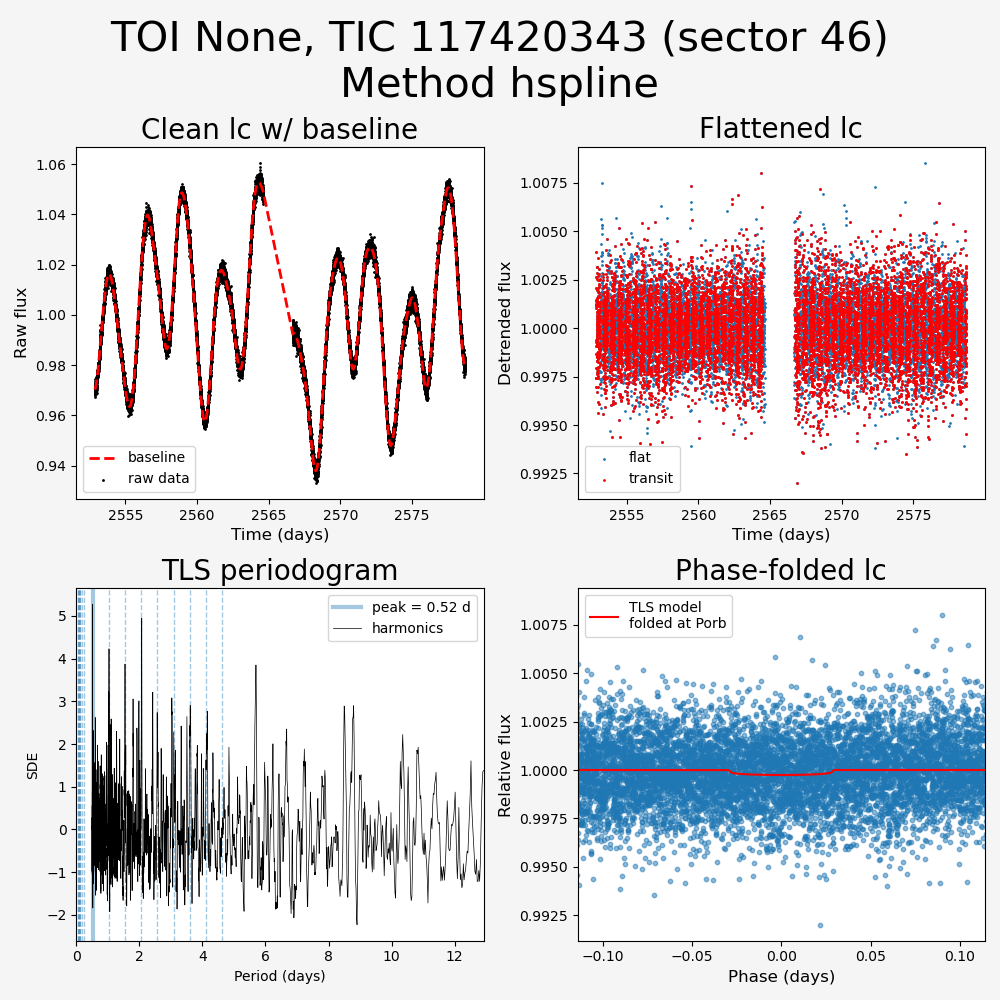 TOI None, TIC 117420343 (sector 46)
Method hspline
Clean lc w/ baseline
Flattened lc
1.06
1.04
1.02
1.00
0.98
0.96
0.94
Raw flux
baseline
raw data
2555
2560
2565
2570
2575
Time (days)
1.0075
1.0050
1.0025
1.0000
0.9975
0.9950
0.9925
Detrended flux
flat
transit
2555
2560
2565
2570
2575
Time (days)
TLS periodogram
Phase-folded lc
5
4
3
2
1
0
−1
−2
SDE
peak = 0.52 d
harmonics
0
2
4
6
8
10
12
Period (days)
1.0075
1.0050
1.0025
1.0000
0.9975
0.9950
0.9925
Relative flux
TLS model
folded at Porb
−0.10
−0.05
0.00
0.05
0.10
Phase (days)